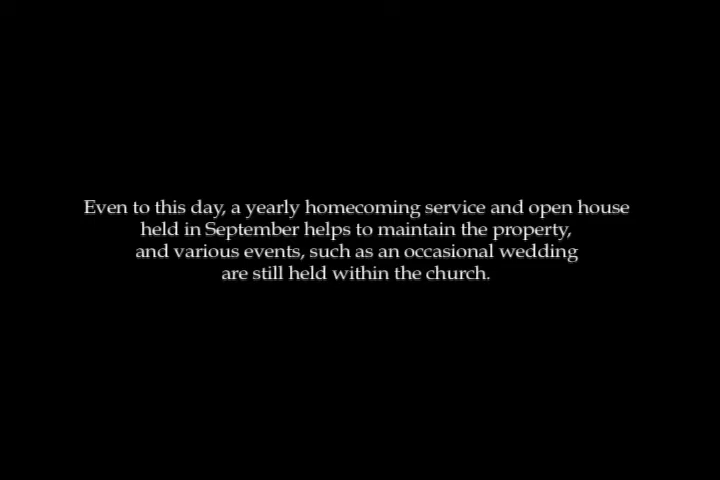 Even to this day, a yearly homecoming service and open house
held in September helps to maintain the property,
and various events, such as an occasional wedding
are still held within the church.